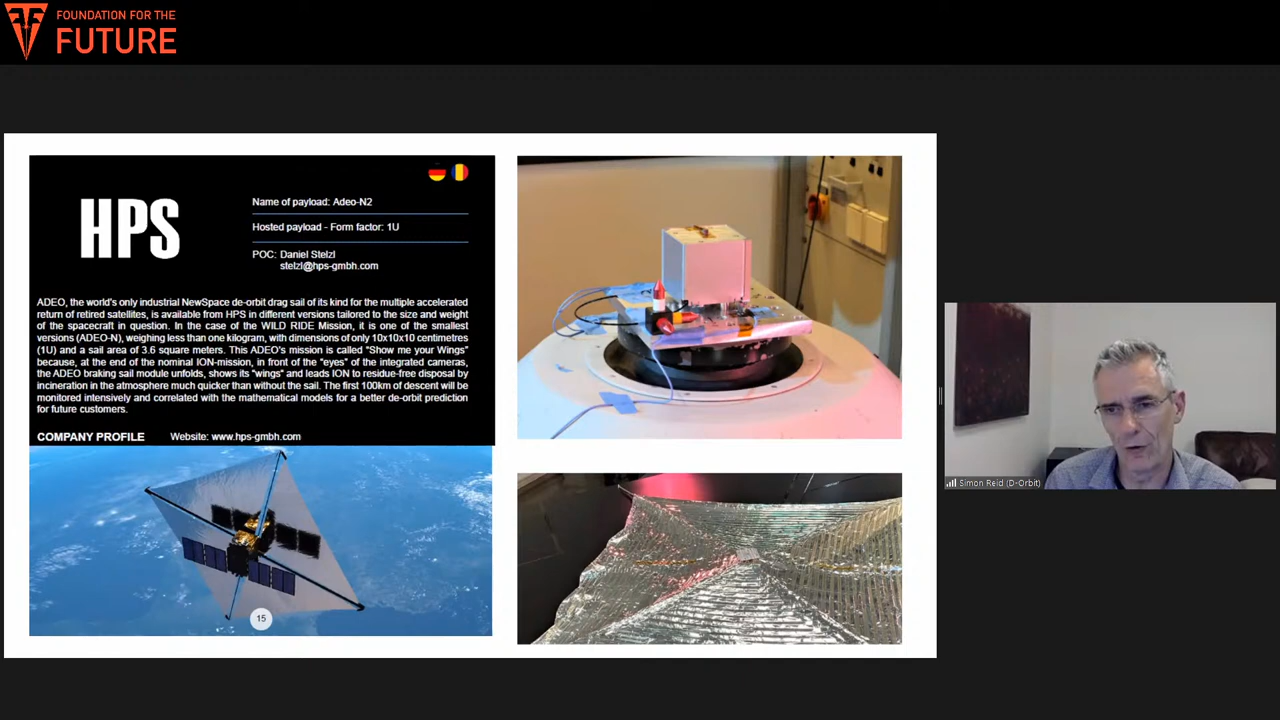 FOUNDATION FOR THE
FUTURE
HPS
Name of payload: Adeo-N2
Hosted payload - Form factor: 1U
POC: Daniel Stelzl
stelzl@hps-gmbh.com
ADEO, the world's only industrial NewSpace de-orbit drag sail of its kind for the multiple accelerated
return of retired satellites, is available from HPS in different versions tailored to the size and weight
of the spacecraft in question. In the case of the WILD RIDE Mission, it is one of the smallest
versions (ADEO-N), weighing less than one kilogram, with dimensions of only 10x10x10 centimetres
(1U) and a sail area of 3.6 square meters. This ADEO's mission is called "Show me your Wings"
because, at the end of the nominal ION-mission, in front of the "eyes" of the integrated cameras,
the ADEO braking sail module unfolds, shows its "wings" and leads ION to residue-free disposal by
incineration in the atmosphere much quicker than without the sail. The first 100km of descent will be
monitored intensively and correlated with the mathematical models for a better de-orbit prediction
for future customers.
COMPANY PROFILE Website: www.hps-gmbh.com
15
Simon Reid (D-Orbit)